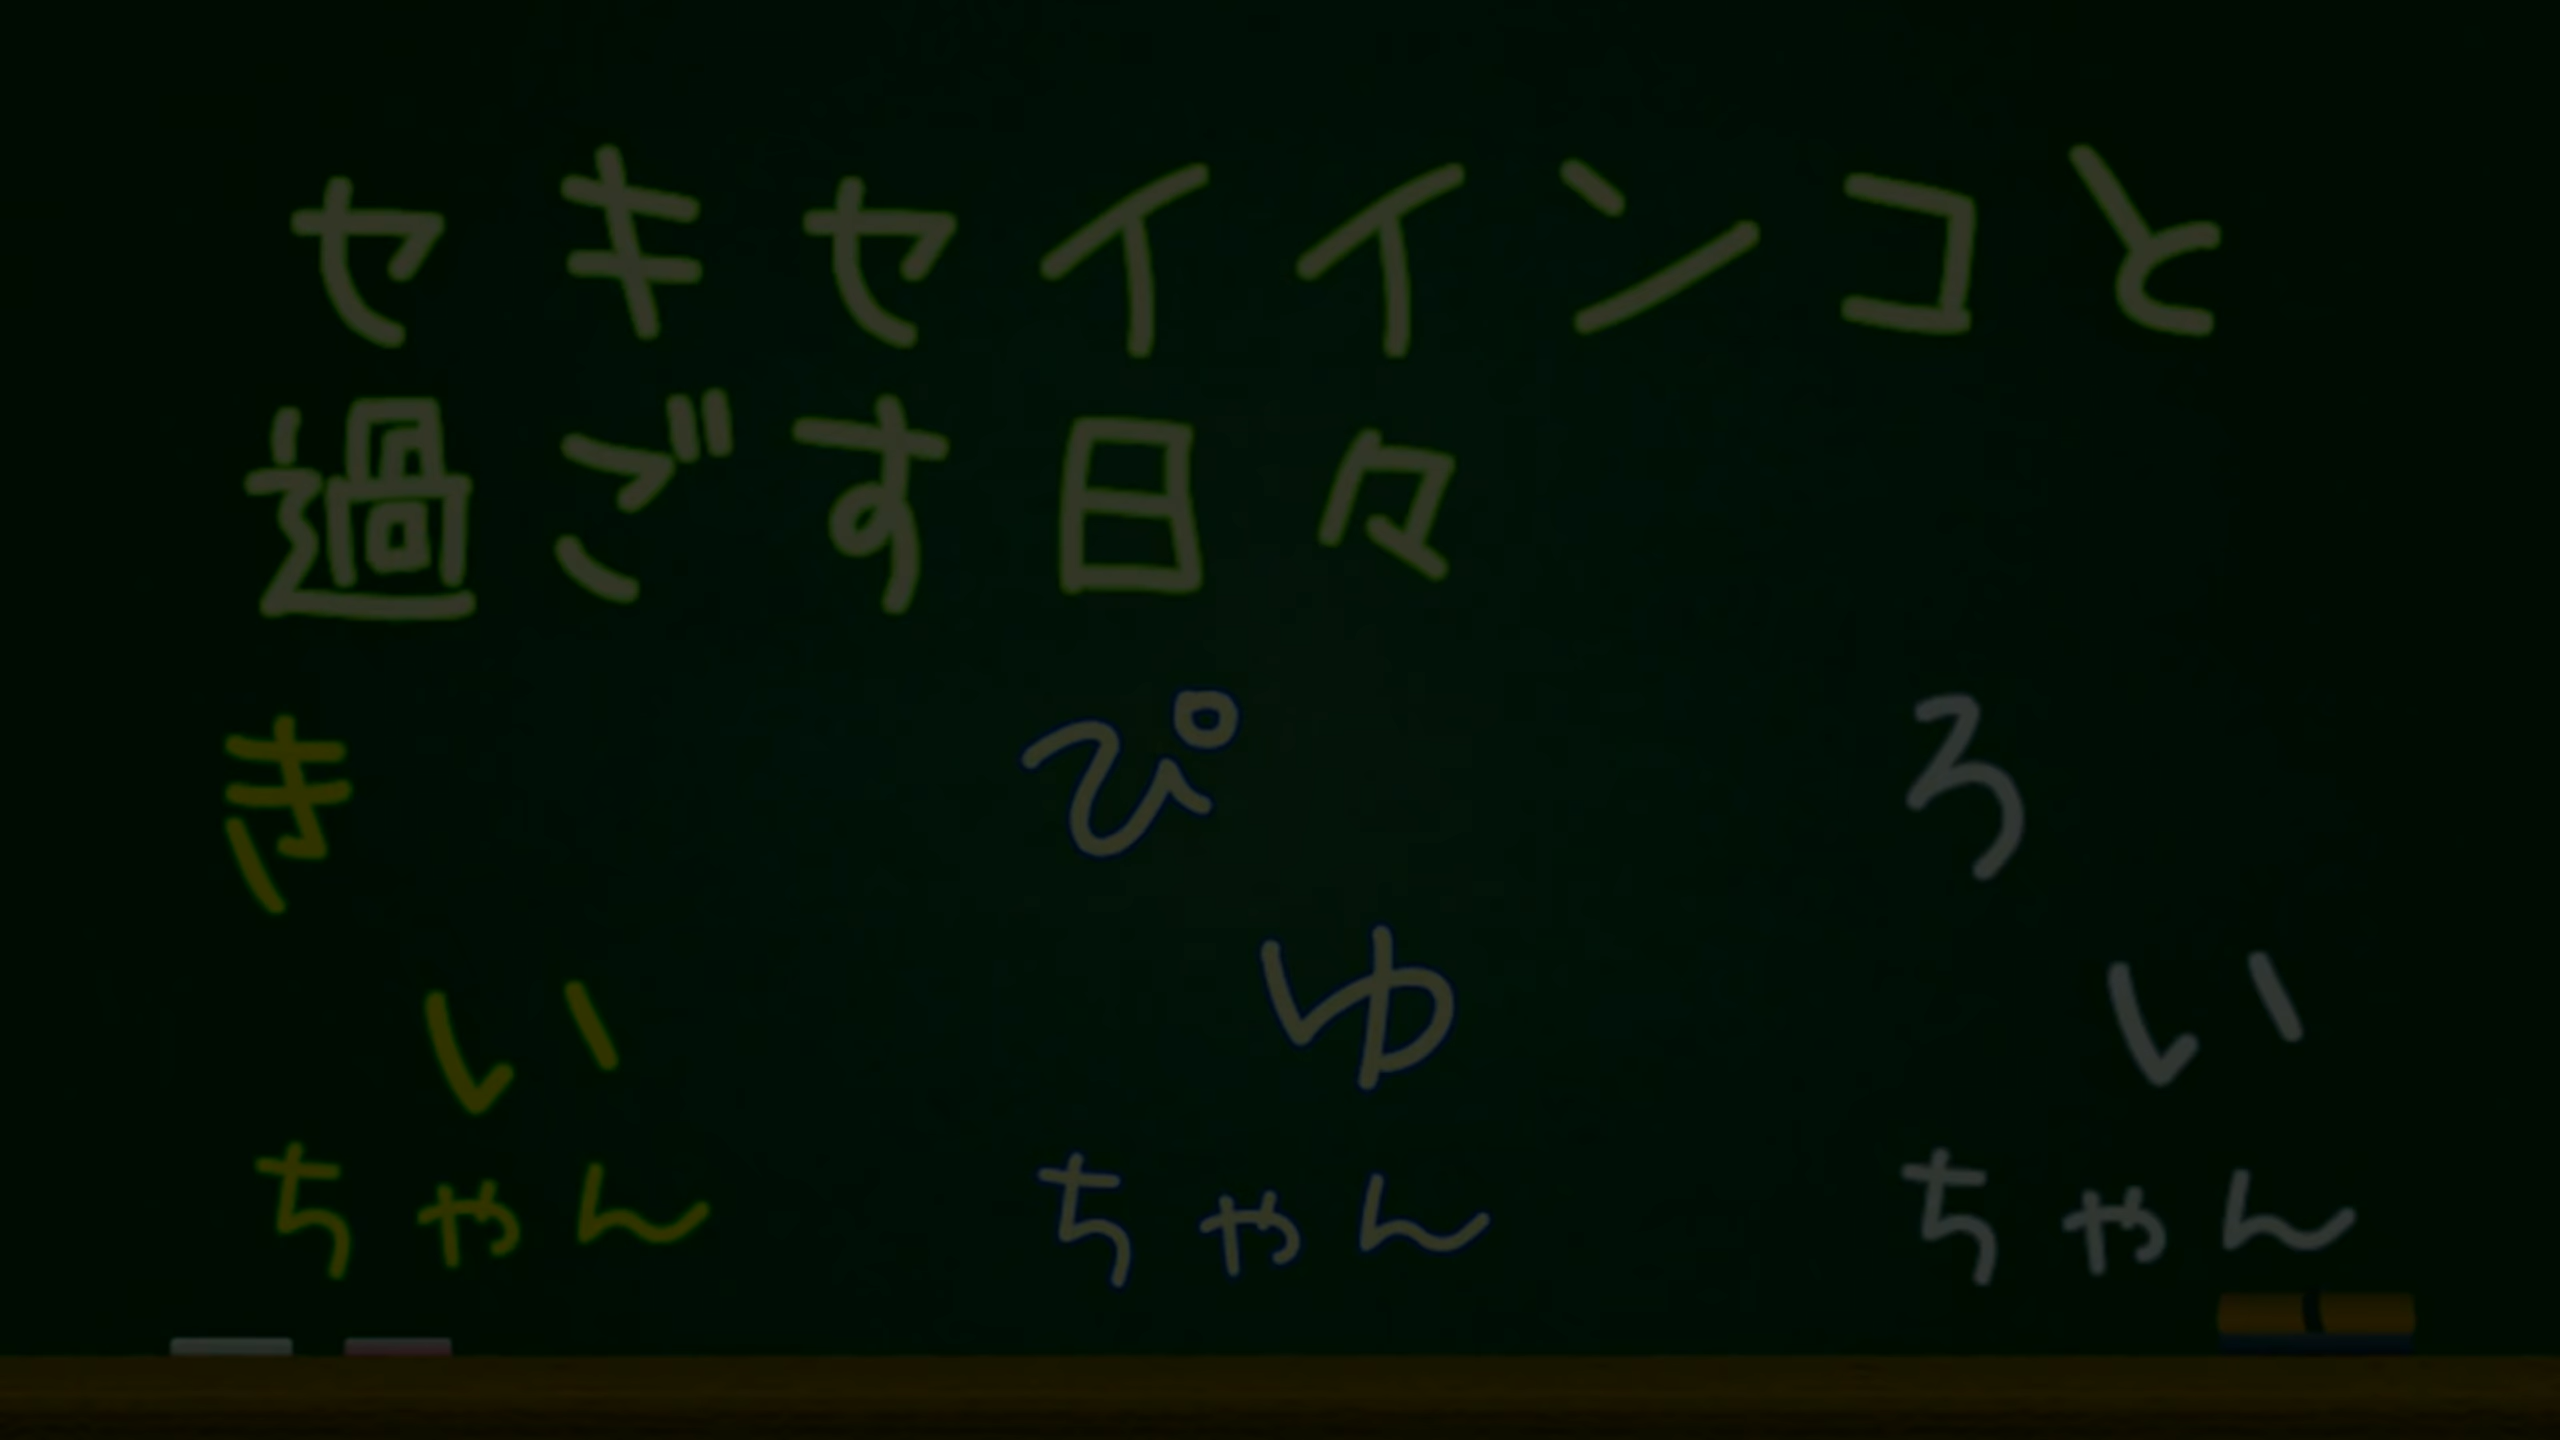 セキセイインコと
過ごす日々
きい
ちゃん
ぴゆ
ちゃん
ろい
ちゃん